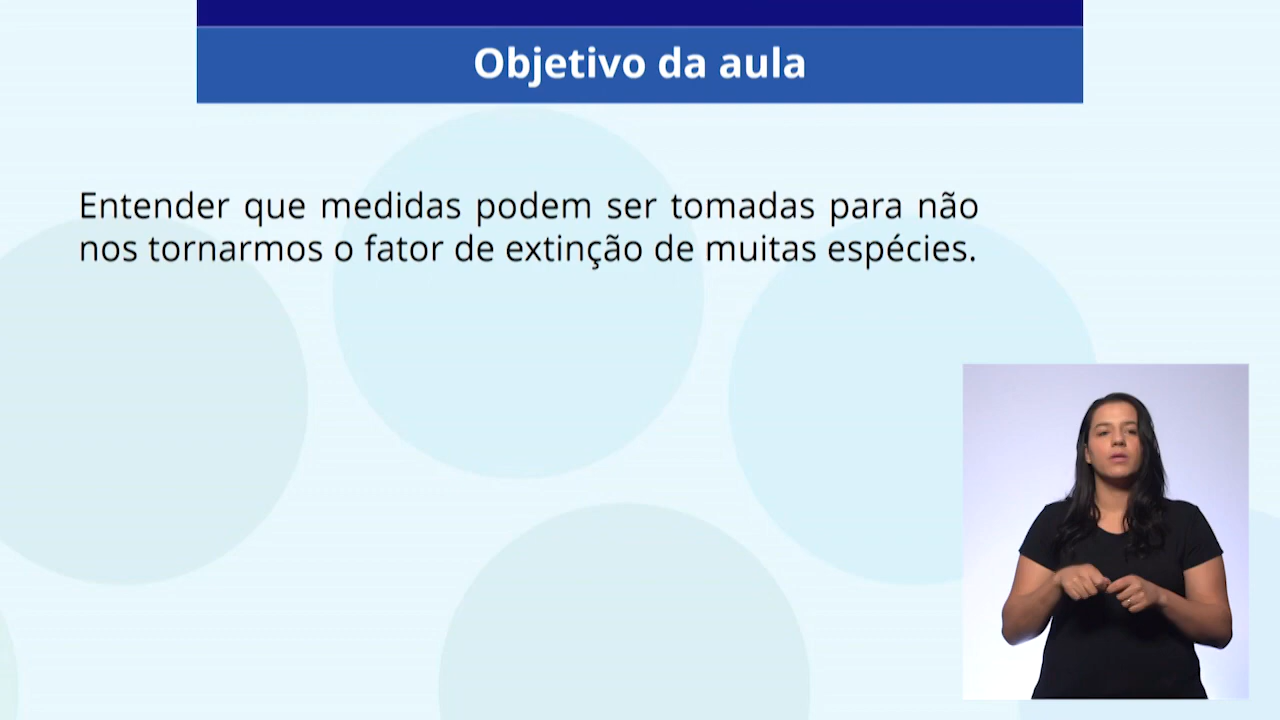 Objetivo da aula
Entender que medidas podem ser tomadas para não
nos tornarmos o fator de extinção de muitas espécies.